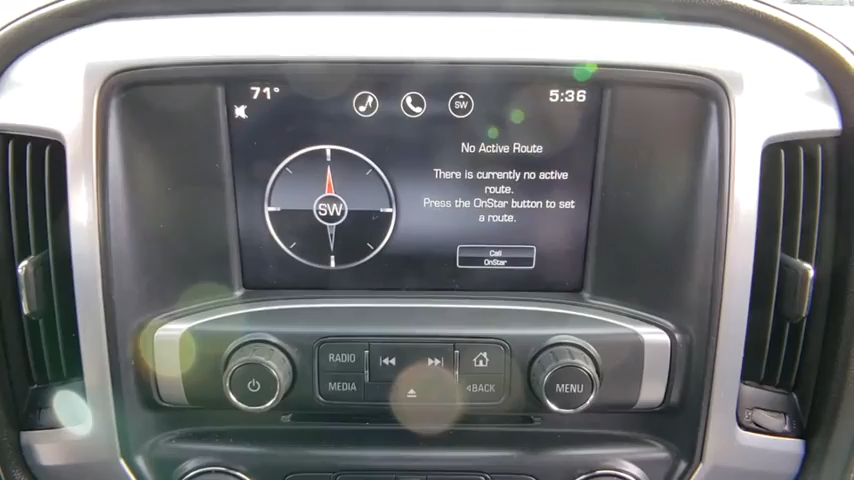 71°
SW
5:36
No Active Route
There is currently no active
route.
Press the OnStar button to set
a route.
SW
Call
OnStar
RADIO
MEDIA
BACK
MENU